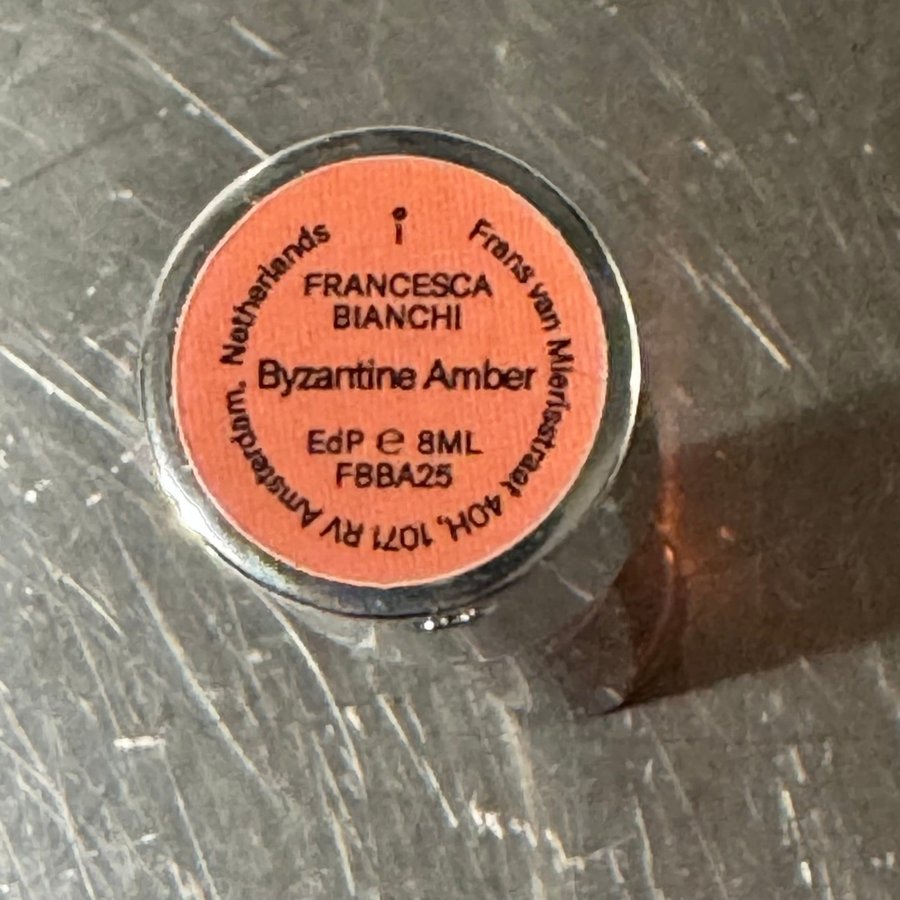 i
FRANCESCA
BIANCHI
Byzantine Amber
EdP ℮ 8ML
FBBA25
Frans van Mierisstraat 40H, 1071 RV Amsterdam. Netherlands